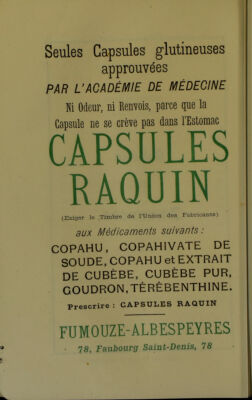 Seules Capsules glutineuses
approuvées
PAR L'ACADÉMIE DE MÉDECINE
Ni Odeur, ni Renvois, parce que la
Capsule ne se crève pas dans l'Estomac
CAPSULES
RAQUIN
(Exiger le Timbre de l'Union des Fabricants)
aux Médicaments suivants :
COPAHU, COPAHIVATE DE
SOUDE, COPAHU et EXTRAIT
DE CUBÈBE, CUBÈBE PUR,
GOUDRON, TÉRÉBENTHINE.
Prescrire : CAPSULES RAQUIN
FUMOUZE-ALBESPEYRES
78, Faubourg Saint-Denis, 78